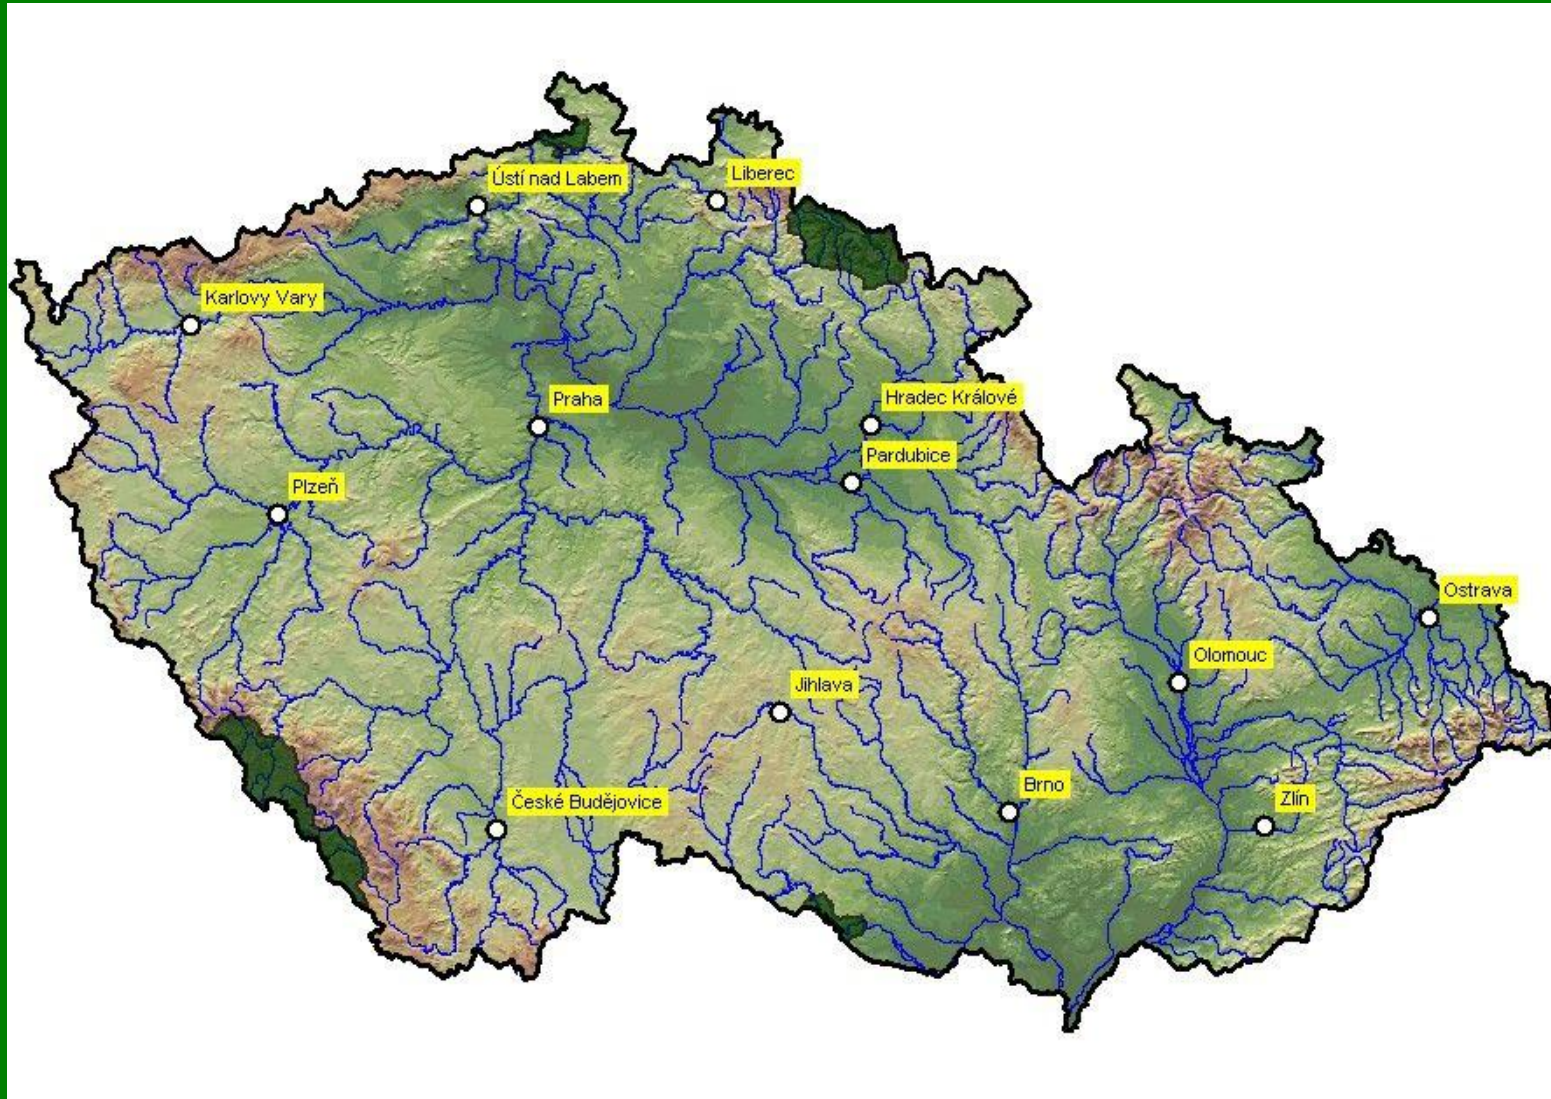 Ústí nad Labem
Liberec
Karlovy Vary
Praha
Hradec Králové
Pardubice
Plzeň
Ostrava
Olomouc
Jihlava
Brno
České Budějovice
Zlín